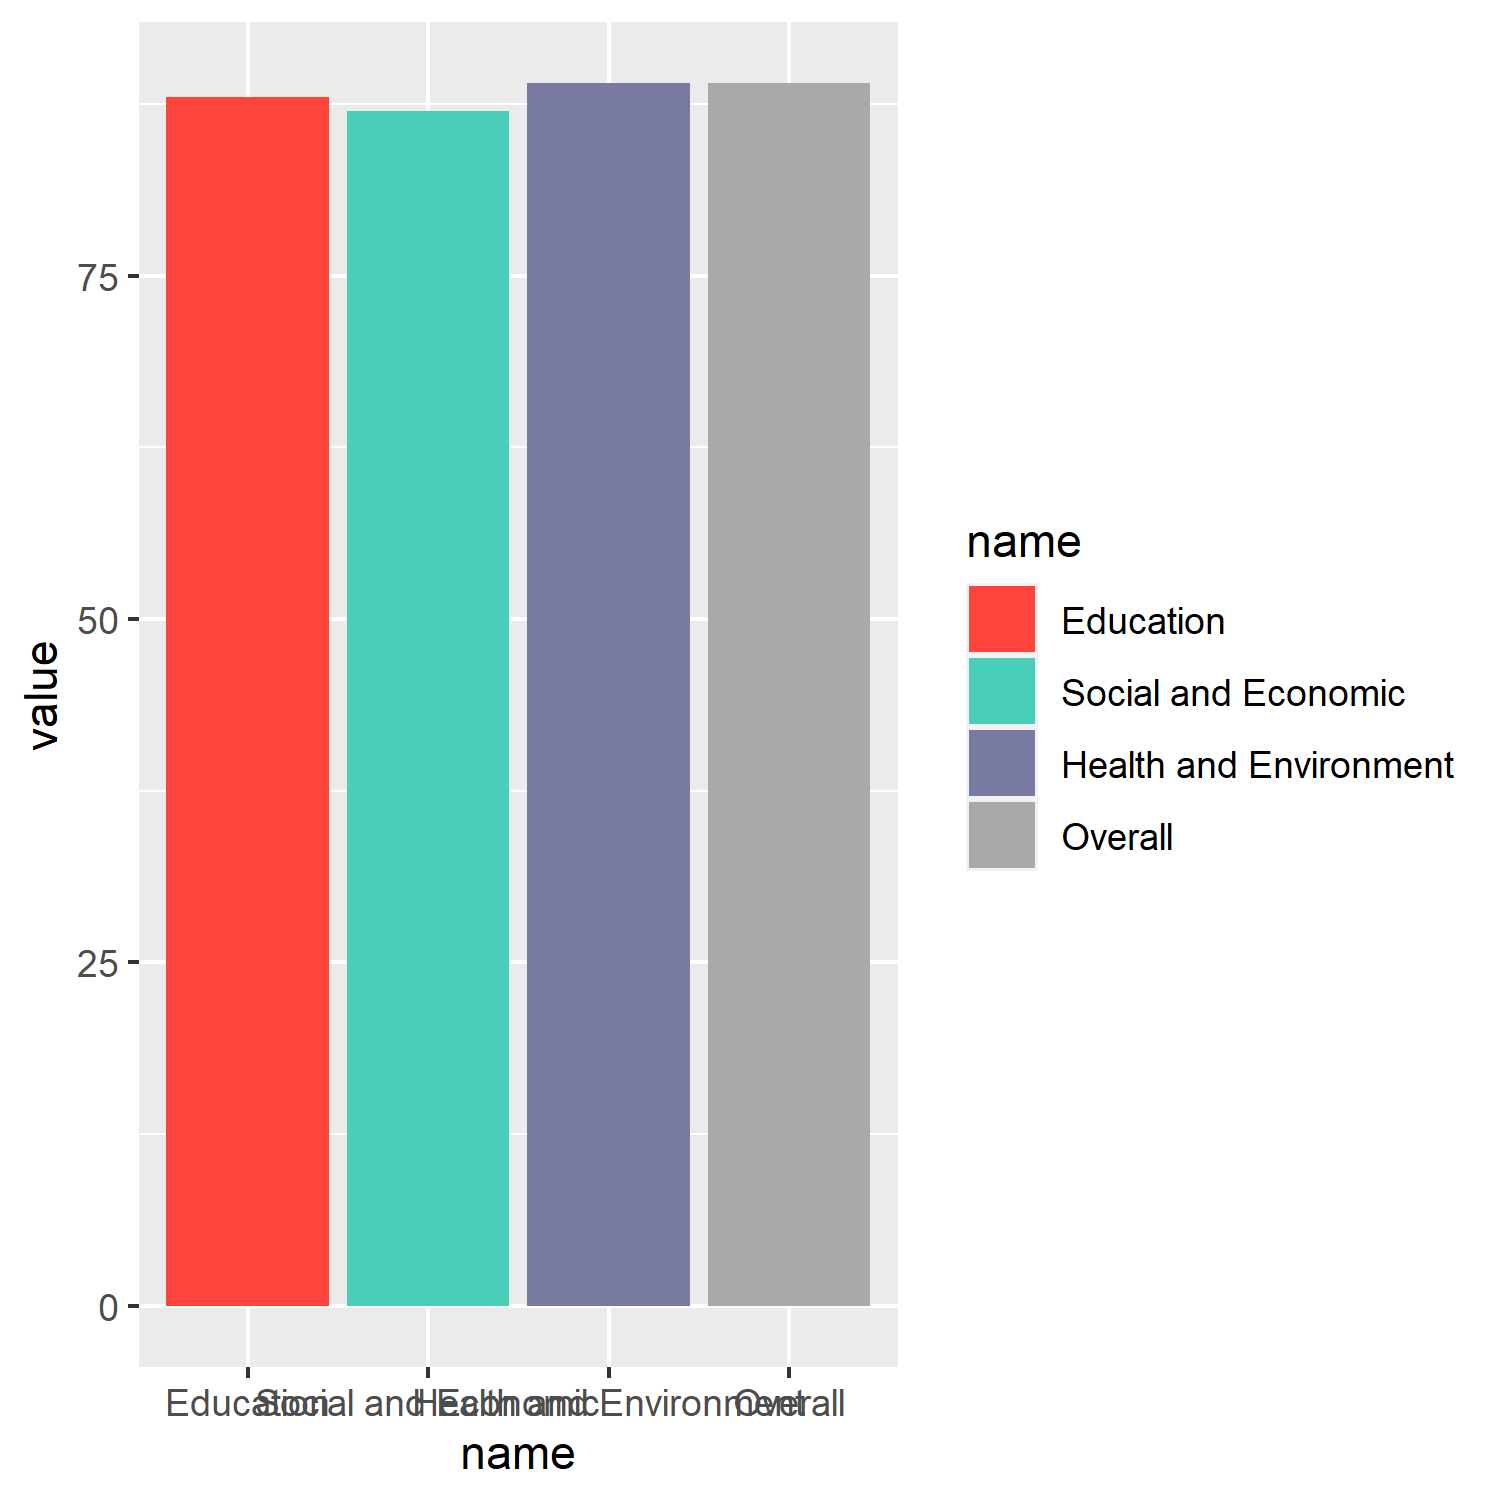 75
50
25
0
value
Education Social and Economic Health and Environment Overall
name
name
Education
Social and Economic
Health and Environment
Overall